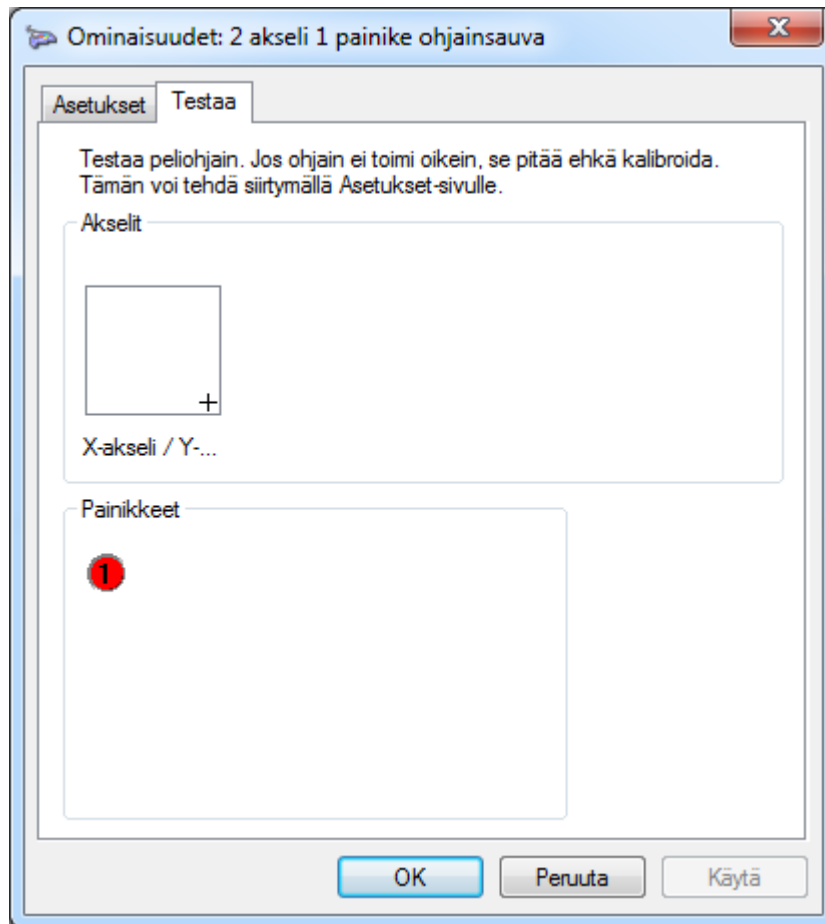 Ominaisuudet: 2 akseli 1 painike ohjainsauva
Asetukset
Testaa
Testaa peliohjain. Jos ohjain ei toimi oikein, se pitää ehkä kalibroida.
Tämän voi tehdä siirtymällä Asetukset-sivulle.
Akselit
X-akseli / Y-...
Painikkeet
1
OK
Peruuta
Käytä